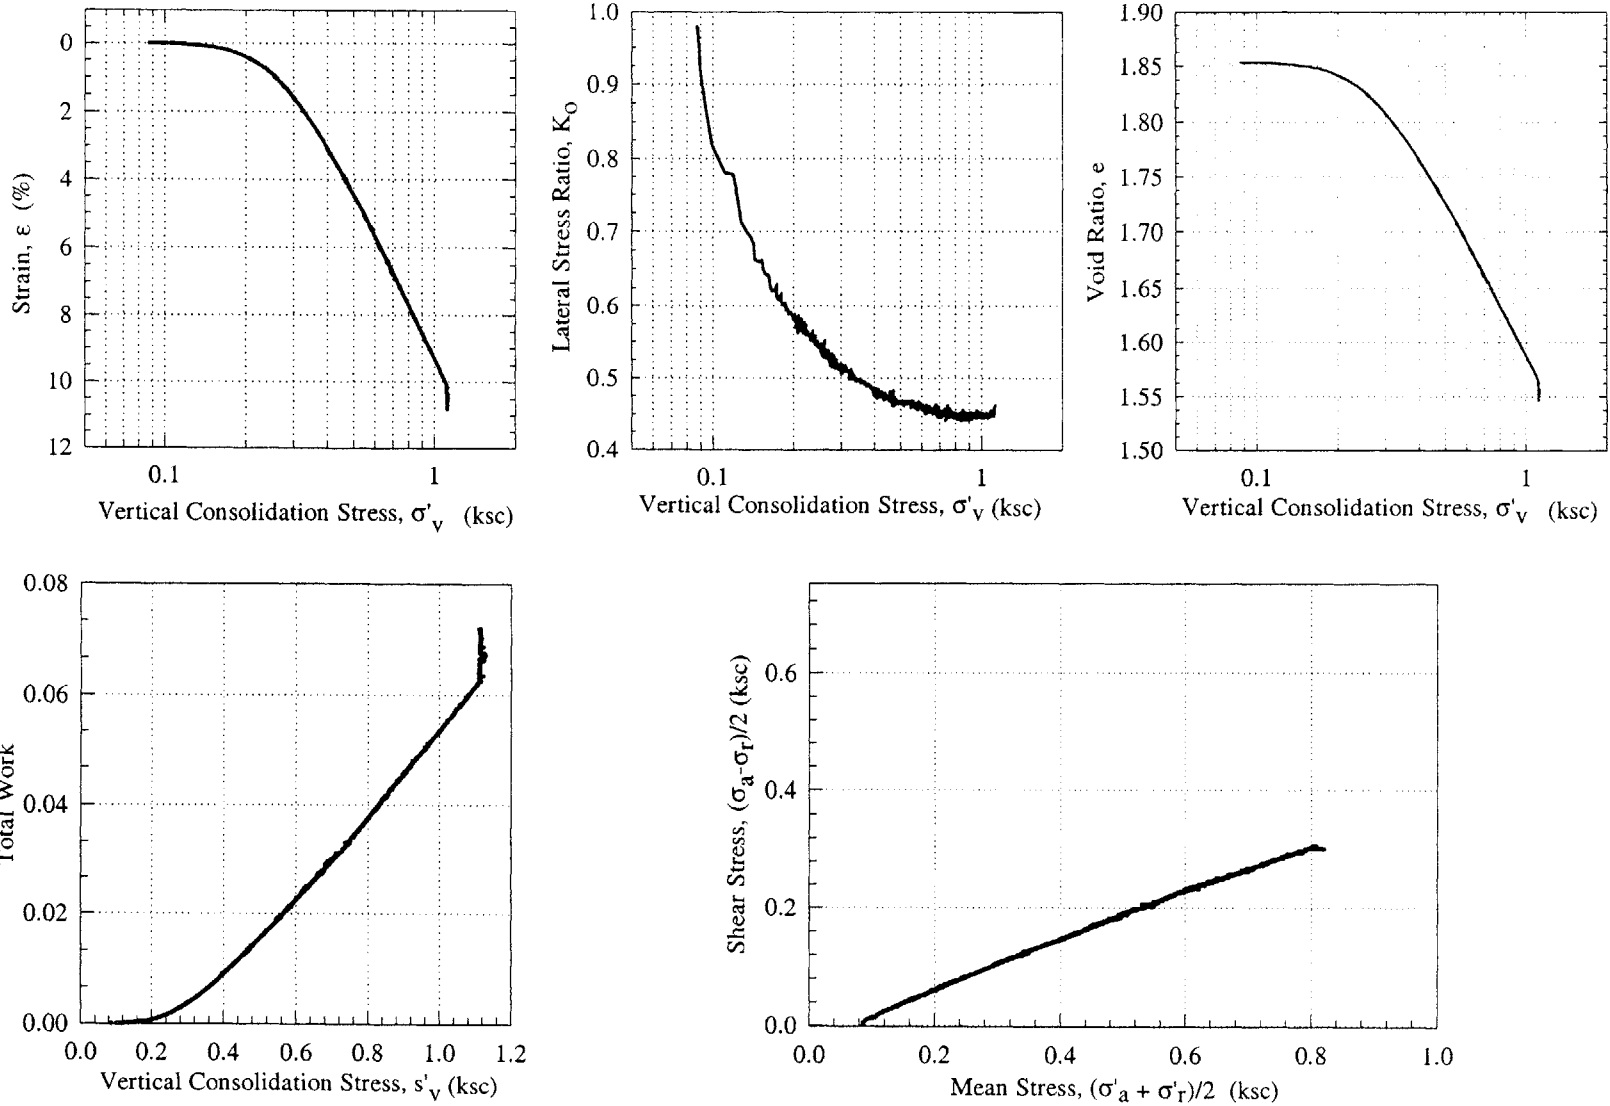 0
2
4
6
8
10
12
Strain, ε (%)
0.1 1
Vertical Consolidation Stress, σ'v (ksc)
1.0
0.9
0.8
0.7
0.6
0.5
0.4
Lateral Stress Ratio, Ko
0.1 1
Vertical Consolidation Stress, σ'v (ksc)
1.90
1.85
1.80
1.75
1.70
1.65
1.60
1.55
1.50
Void Ratio, e
0.1 1
Vertical Consolidation Stress, σ'v (ksc)
0.08
0.06
0.04
0.02
0.00
Total Work
0.0 0.2 0.4 0.6 0.8 1.0 1.2
Vertical Consolidation Stress, s'v (ksc)
0.6
0.4
0.2
0.0
Shear Stress, (σa-σr)/2 (ksc)
0.0 0.2 0.4 0.6 0.8 1.0
Mean Stress, (σ'a + σ'r)/2 (ksc)